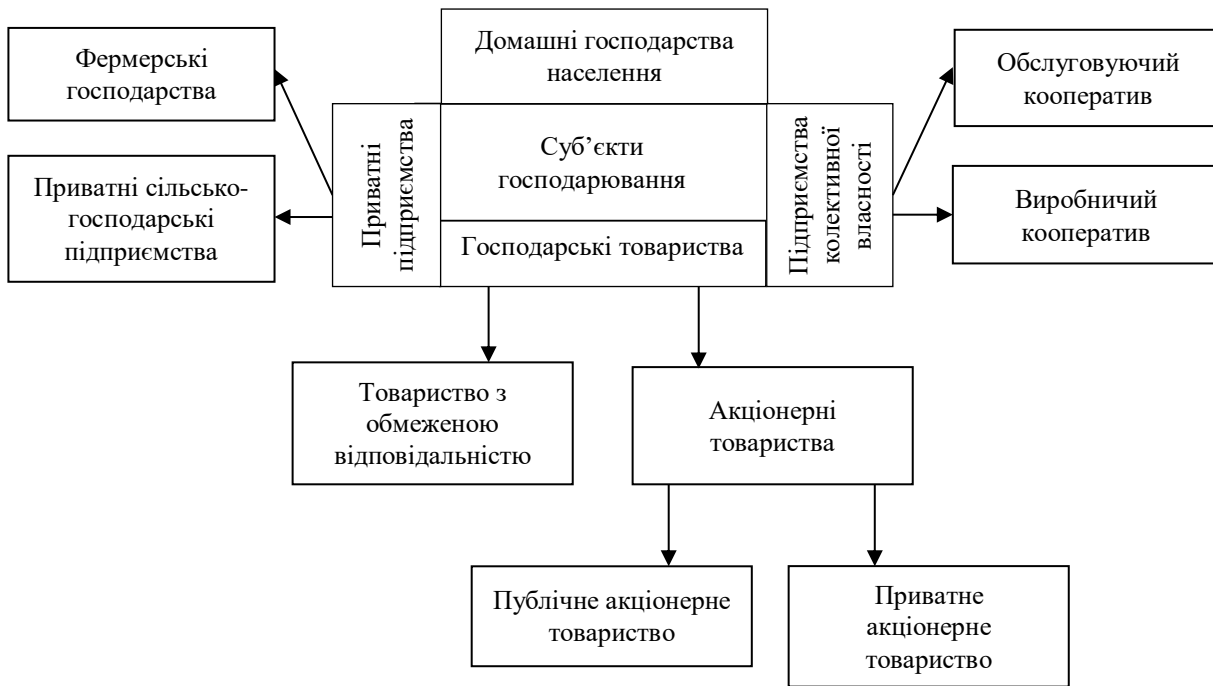 Домашні господарства
населення
Фермерські
господарства
Обслуговуючий
кооператив
Приватні
підприємства
Суб’єкти
господарювання
Підприємства
колективної
власності
Приватні сільсько-
господарські
підприємства
Виробничий
кооператив
Господарські товариства
Товариство з
обмеженою
відповідальністю
Акціонерні
товариства
Публічне акціонерне
товариство
Приватне
акціонерне
товариство